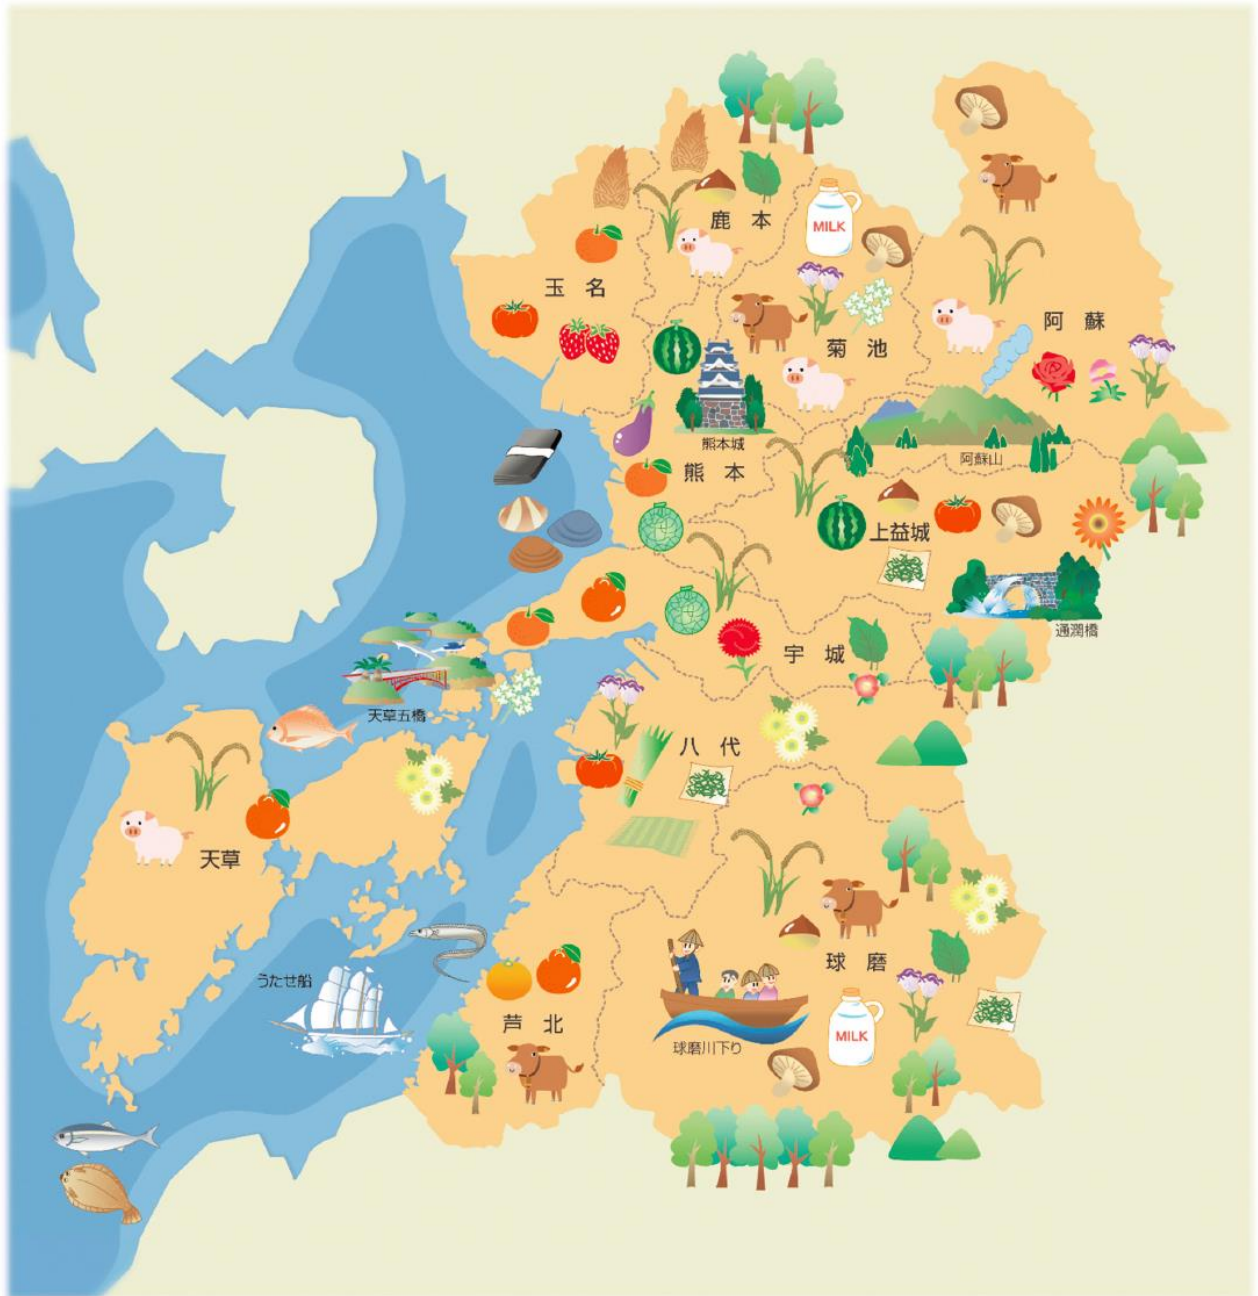 鹿本
MILK
玉名
阿蘇
菊池
熊本城
阿蘇山
熊本
上益城
通潤橋
宇城
天草五橋
八代
天草
球磨
うたせ船
芦北
MILK
球磨川下り